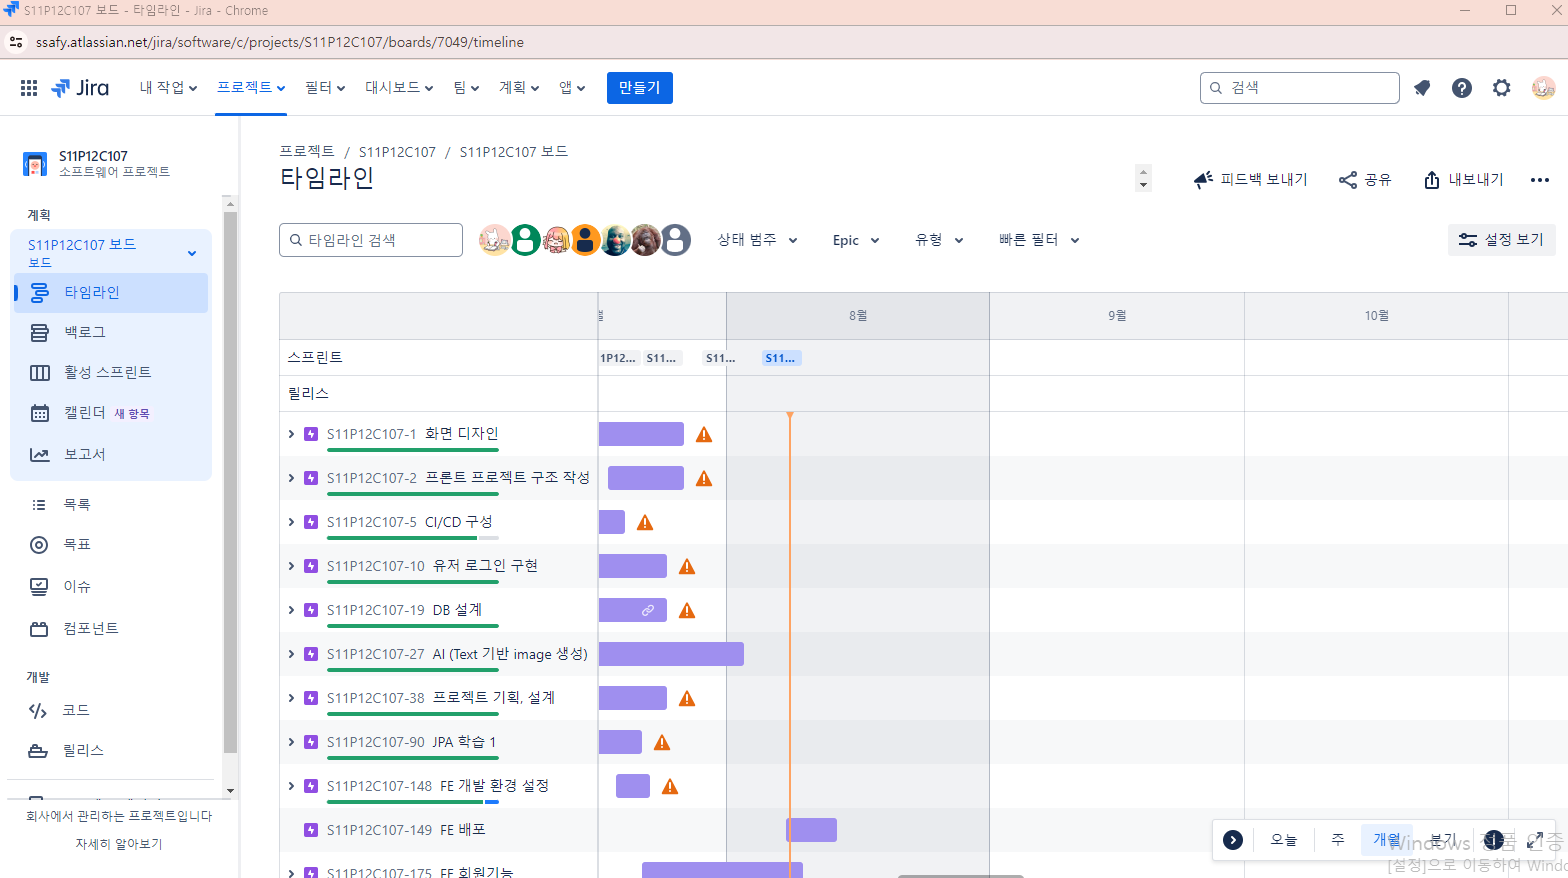 S11P12C107 보드 - 타임라인 - Jira - Chrome
ssafy.atlassian.net/jira/software/c/projects/S11P12C107/boards/7049/timeline
Jira 내 작업 프로젝트 필터 대시보드 팀 계획 앱 만들기 검색
S11P12C107
소프트웨어 프로젝트
계획
S11P12C107 보드
보드
타임라인
백로그
활성 스프린트
캘린더 새 항목
보고서
목록
목표
이슈
컴포넌트
개발
코드
릴리스
회사에서 관리하는 프로젝트입니다
자세히 알아보기
프로젝트 / S11P12C107 / S11P12C107 보드
타임라인
피드백 보내기 공유 내보내기
타임라인 검색 상태 범주 Epic 유형 빠른 필터 설정 보기
8월 9월 10월
스프린트 1P12... S11... S11... S11...
릴리스
S11P12C107-1 화면 디자인
S11P12C107-2 프론트 프로젝트 구조 작성
S11P12C107-5 CI/CD 구성
S11P12C107-10 유저 로그인 구현
S11P12C107-19 DB 설계
S11P12C107-27 AI (Text 기반 image 생성)
S11P12C107-38 프로젝트 기획, 설계
S11P12C107-90 JPA 학습 1
S11P12C107-148 FE 개발 환경 설정
S11P12C107-149 FE 배포
S11P12C107-175 FE 회원기능
오늘 주 개월 분기
Windows 정품 인증
[설정]으로 이동하여 Windo